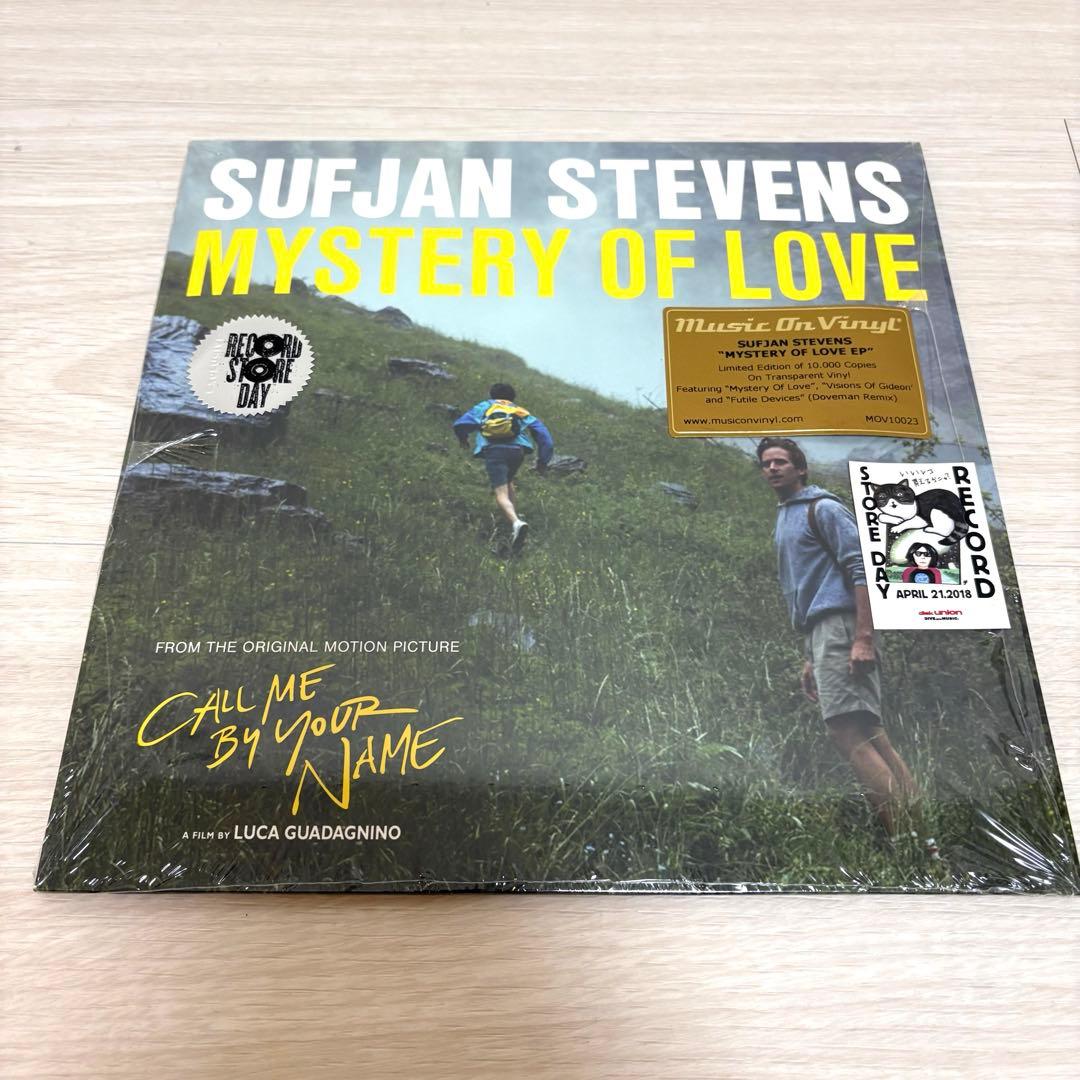 SUFJAN STEVENS
MYSTERY OF LOVE
RECORD
STORE
DAY
Music On Vinyl
SUFJAN STEVENS
"MYSTERY OF LOVE EP"
Limited Edition of 10.000 Copies
On Transparent Vinyl
Featuring "Mystery Of Love", "Visions Of Gideon"
and "Futile Devices" (Doveman Remix)
www.musiconvinyl.com MOV10023
RECORD
STORE DAY
APRIL 21.2018
disk union
FROM THE ORIGINAL MOTION PICTURE
CALL ME
BY YOUR
NAME
A FILM BY LUCA GUADAGNINO